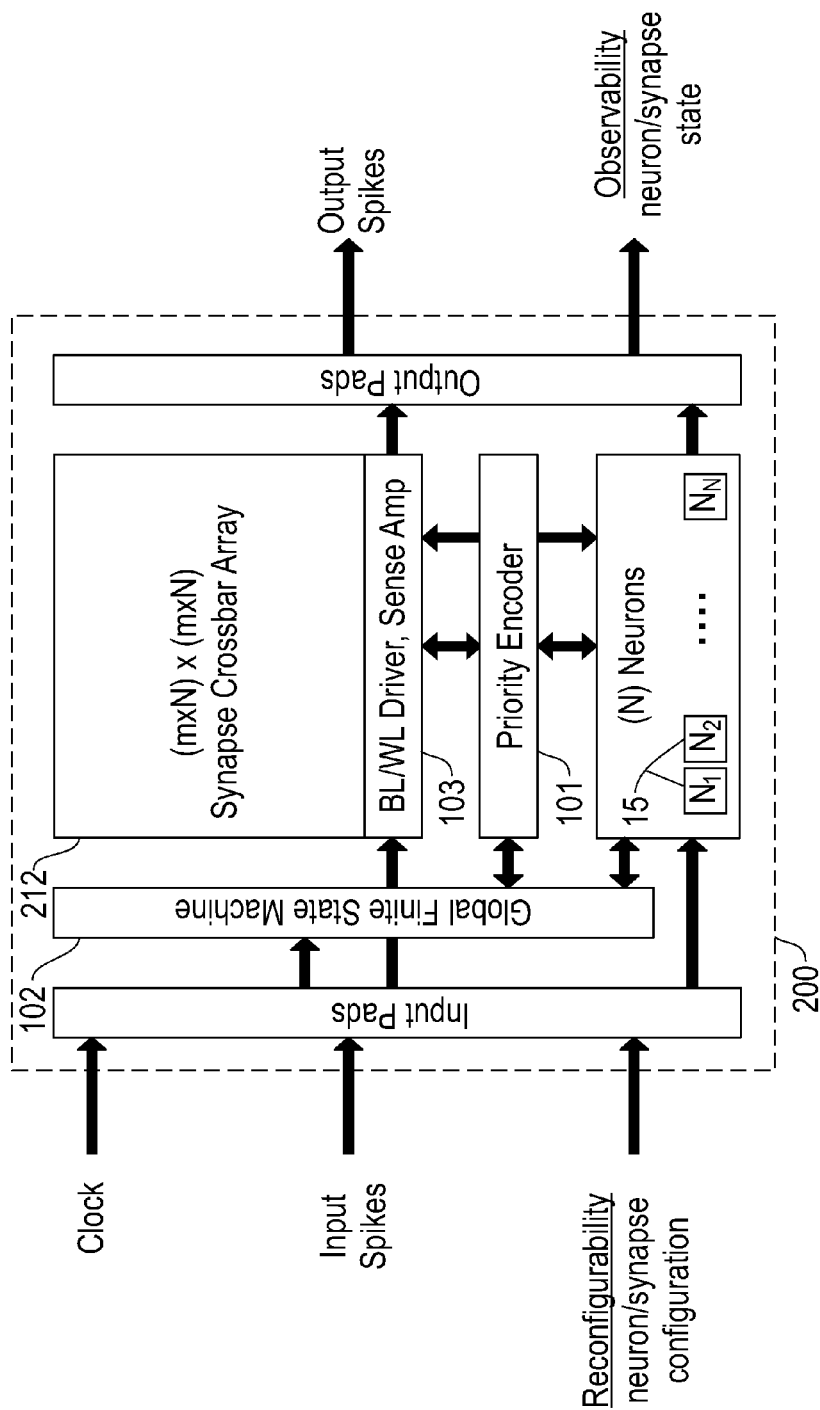 Clock
Input
Spikes
Reconfigurability
neuron/synapse
configuration
Input Pads
102
Global Finite State Machine
212
(mxN) x (mxN)
Synapse Crossbar Array
BL/WL Driver, Sense Amp
103
Priority Encoder
101
(N) Neurons
15
N1
N2
....
NN
Output Pads
Output
Spikes
Observability
neuron/synapse
state
200